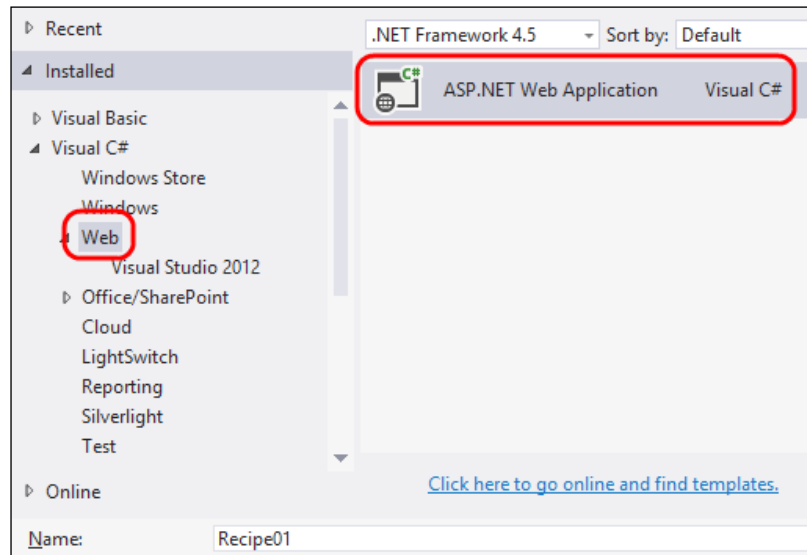 Recent
Installed
Visual Basic
Visual C#
Windows Store
Windows
Web
Visual Studio 2012
Office/SharePoint
Cloud
LightSwitch
Reporting
Silverlight
Test
Online
.NET Framework 4.5 Sort by: Default
C#
ASP.NET Web Application Visual C#
Click here to go online and find templates.
Name: Recipe01